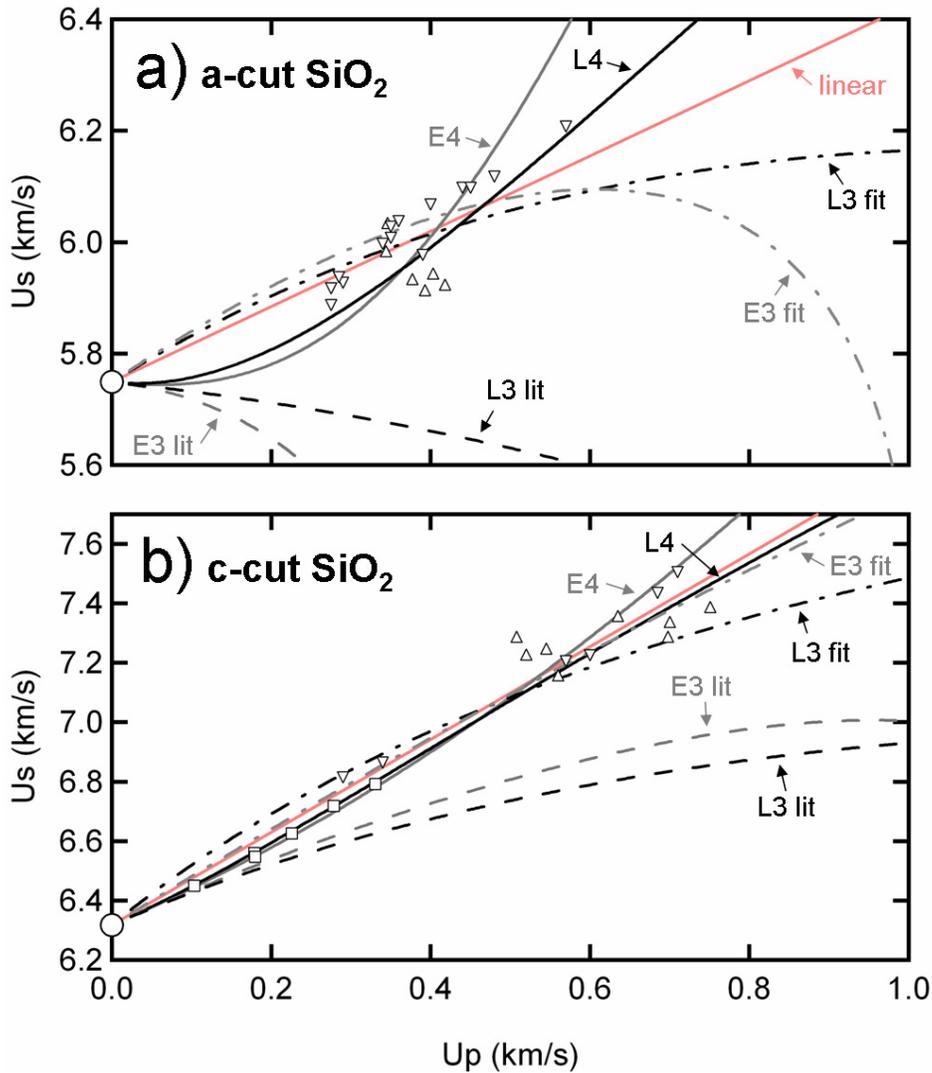 a) a-cut SiO₂
6.4
6.2
6.0
5.8
5.6
Us (km/s)
L4
linear
E4
L3 fit
E3 fit
L3 lit
E3 lit
b) c-cut SiO₂
7.6
7.4
7.2
7.0
6.8
6.6
6.4
6.2
Us (km/s)
L4
E4
E3 fit
L3 fit
E3 lit
L3 lit
0.0 0.2 0.4 0.6 0.8 1.0
Up (km/s)